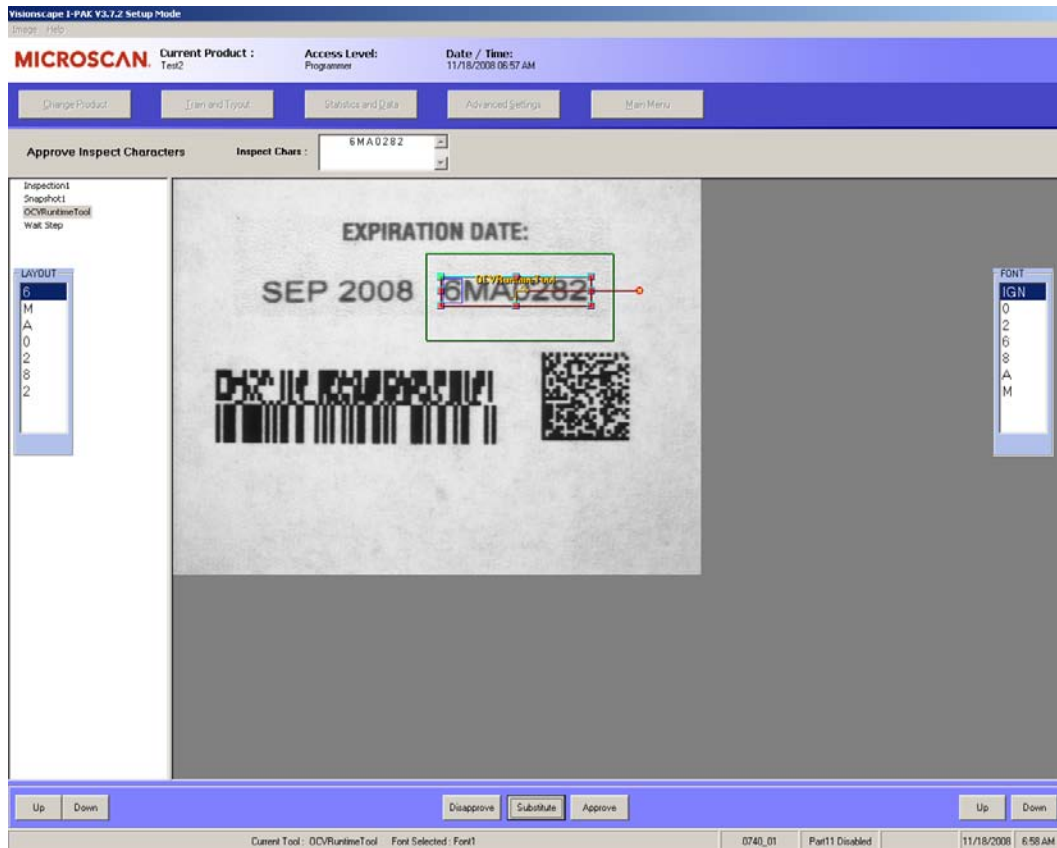 Visionscape I-PAK V3.7.2 Setup Mode
Image Help
MICROSCAN.
Current Product :
Test2
Access Level:
Programmer
Date / Time:
11/18/2008 06:57 AM
Change Product
Train and Tryout
Statistics and Data
Advanced Settings
Main Menu
Approve Inspect Characters
Inspect Chars :
6MA0282
Inspection1
Snapshot1
OCVRuntimeTool
Wait Step
LAYOUT
6
M
A
0
2
8
2
EXPIRATION DATE:
OCVRuntimeTool
SEP 2008 6MA0282
FONT
IGN
0
2
6
8
A
M
Up
Down
Disapprove
Substitute
Approve
Up
Down
Current Tool : OCVRuntimeTool Font Selected : Font1
0740_01
Part11 Disabled
11/18/2008
6:58 AM